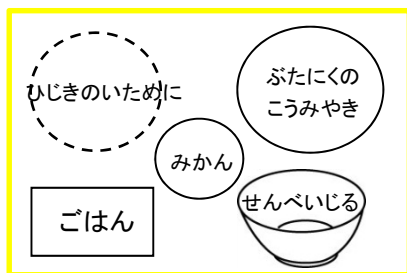 ひじきのいために
ぶたにくの
こうみやき
みかん
ごはん
せんべいじる